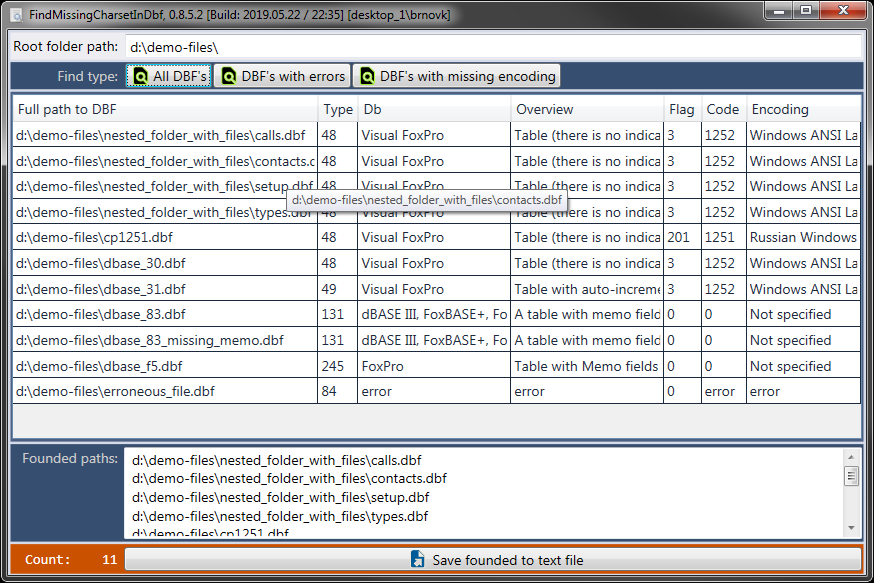 FindMissingCharsetInDbf, 0.8.5.2 [Build: 2019.05.22 / 22:35] [desktop_1\brnovk]
Root folder path: d:\demo-files\
Find type: All DBF's DBF's with errors DBF's with missing encoding
Full path to DBF Type Db Overview Flag Code Encoding
d:\demo-files\nested_folder_with_files\calls.dbf 48 Visual FoxPro Table (there is no indica 3 1252 Windows ANSI La
d:\demo-files\nested_folder_with_files\contacts.c 48 Visual FoxPro Table (there is no indica 3 1252 Windows ANSI La
d:\demo-files\nested_folder_with_files\setup.dbf 48 Visual FoxPro Table (there is no indica 3 1252 Windows ANSI La
d:\demo-files\nested_folder_with_files\contacts.dbf
d:\demo-files\nested_folder_with_files\types.dbf 48 Visual FoxPro Table (there is no indica 3 1252 Windows ANSI La
d:\demo-files\cp1251.dbf 48 Visual FoxPro Table (there is no indica 201 1251 Russian Windows
d:\demo-files\dbase_30.dbf 48 Visual FoxPro Table (there is no indica 3 1252 Windows ANSI La
d:\demo-files\dbase_31.dbf 49 Visual FoxPro Table with auto-increme 3 1252 Windows ANSI La
d:\demo-files\dbase_83.dbf 131 dBASE III, FoxBASE+, Fo A table with memo field 0 0 Not specified
d:\demo-files\dbase_83_missing_memo.dbf 131 dBASE III, FoxBASE+, Fo A table with memo field 0 0 Not specified
d:\demo-files\dbase_f5.dbf 245 FoxPro Table with Memo fields 0 0 Not specified
d:\demo-files\erroneous_file.dbf 84 error error 0 error error
Founded paths: d:\demo-files\nested_folder_with_files\calls.dbf
d:\demo-files\nested_folder_with_files\contacts.dbf
d:\demo-files\nested_folder_with_files\setup.dbf
d:\demo-files\nested_folder_with_files\types.dbf
d:\demo-files\cp1251.dbf
Count: 11 Save founded to text file